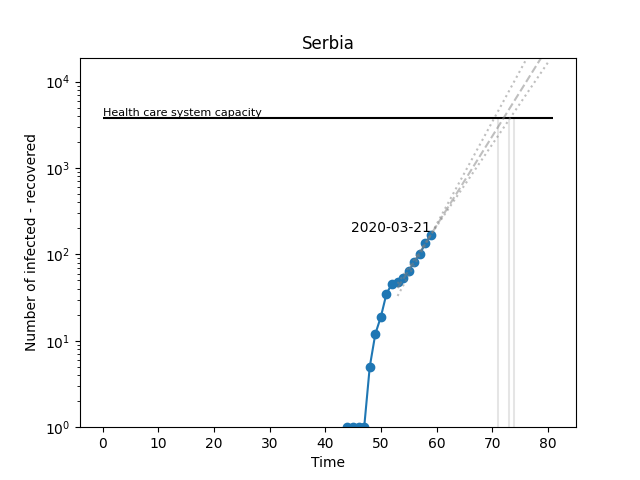 Serbia
10⁴
Health care system capacity
10³
2020-03-21
10²
10¹
10⁰
Number of infected - recovered
0 10 20 30 40 50 60 70 80
Time